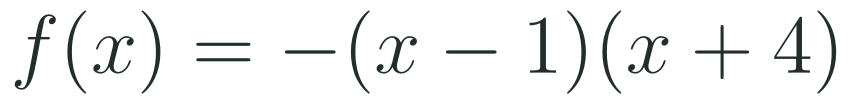 f(x) = −(x − 1)(x + 4)